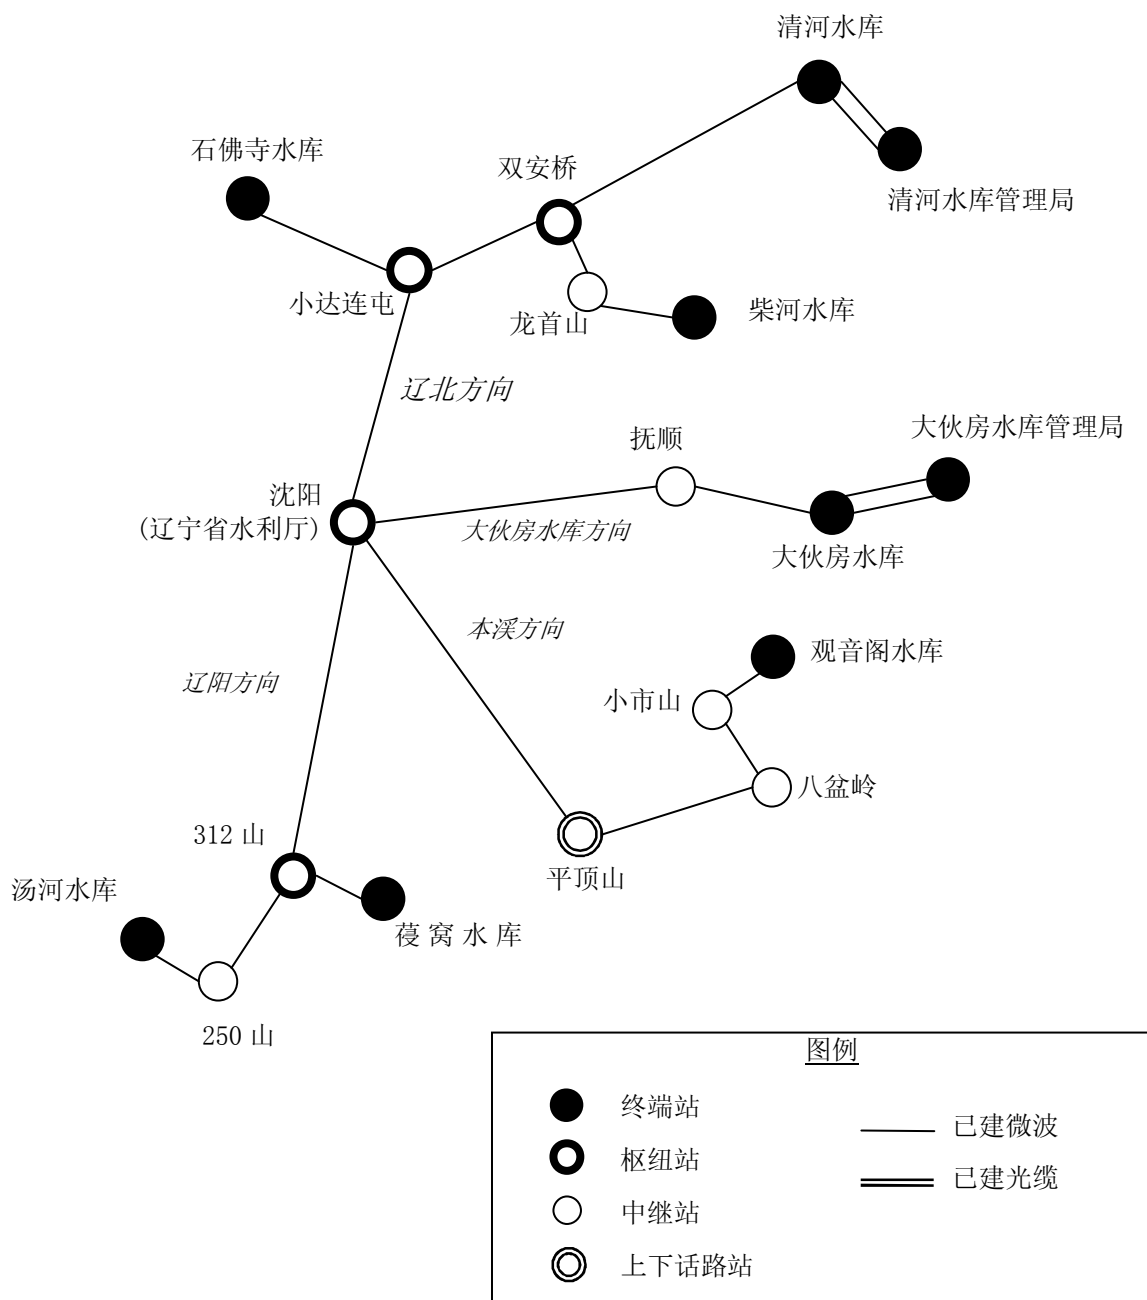 清河水库
石佛寺水库
双安桥
清河水库管理局
小达连屯
龙首山
柴河水库
辽北方向
大伙房水库管理局
抚顺
沈阳
(辽宁省水利厅)
大伙房水库方向
大伙房水库
本溪方向
观音阁水库
辽阳方向
小市山
八盆岭
312 山
平顶山
汤河水库
葠 窝 水 库
250 山
图例
终端站
已建微波
枢纽站
已建光缆
中继站
上下话路站